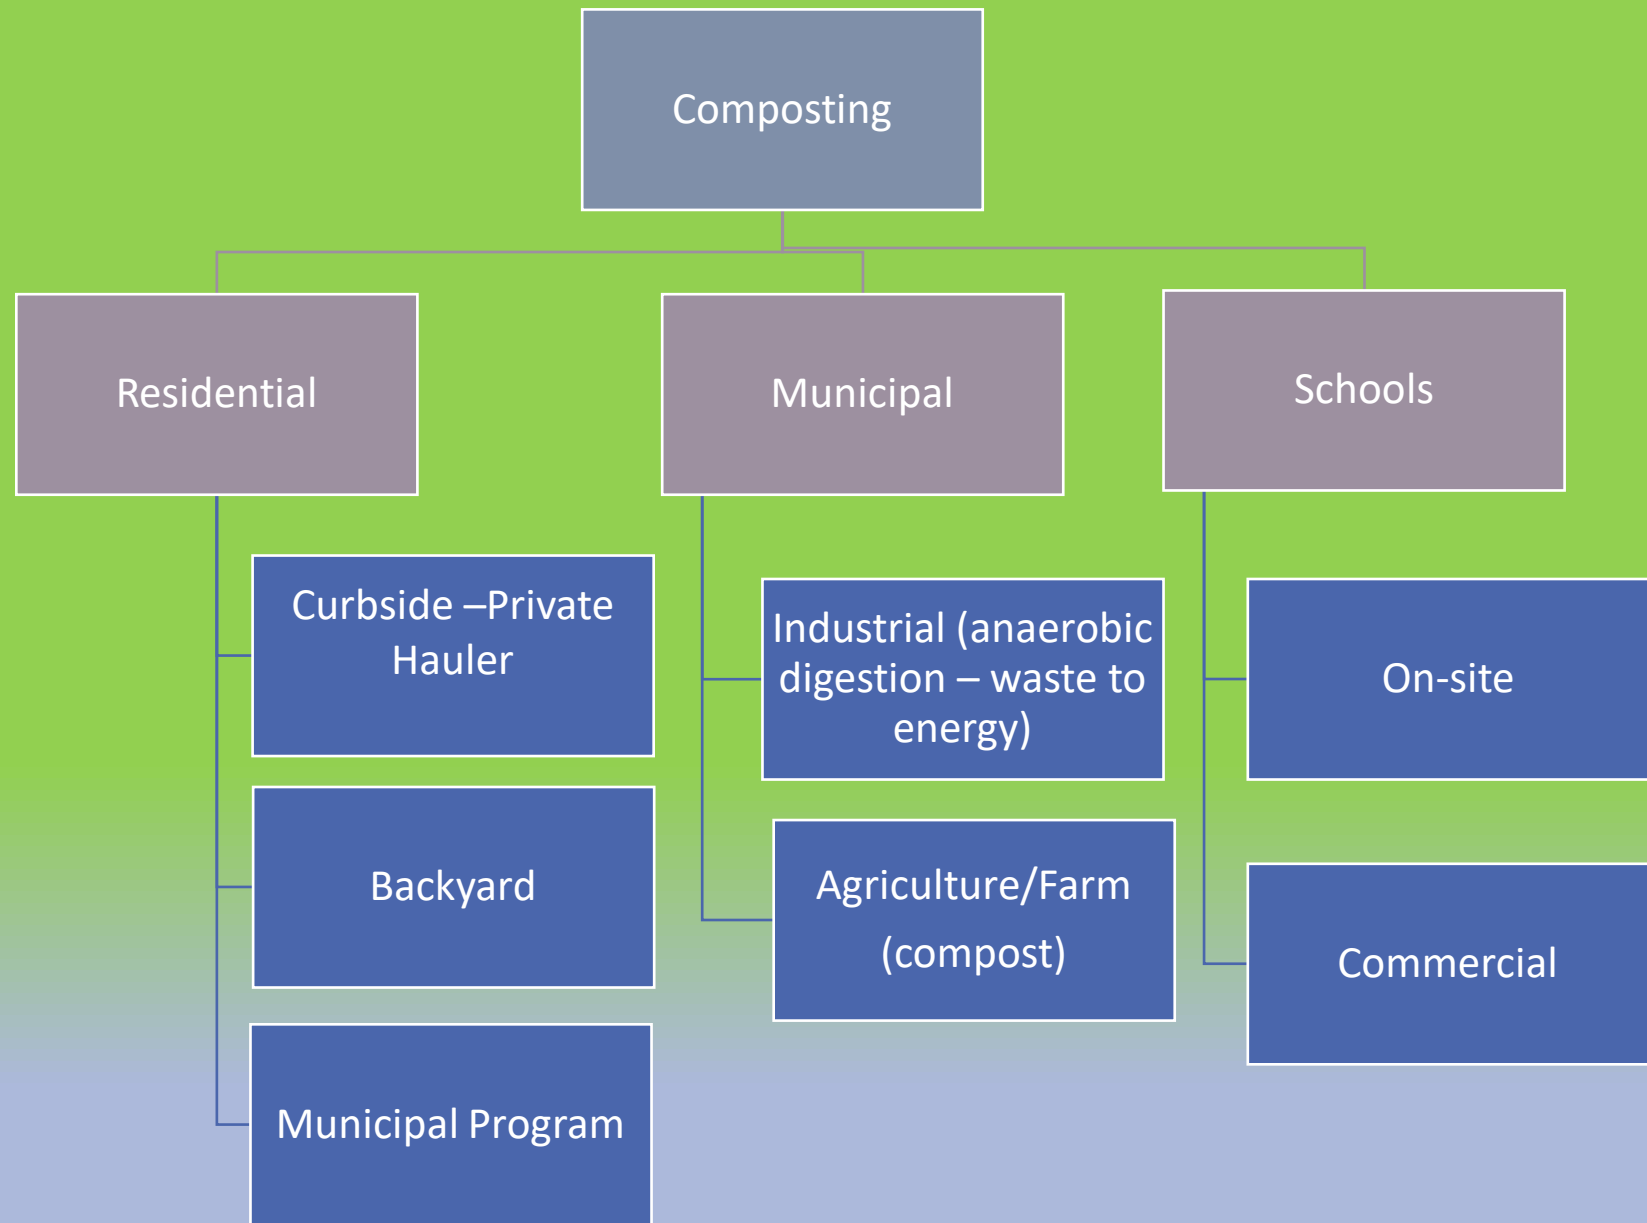 Composting
Residential
Municipal
Schools
Curbside –Private
Hauler
Backyard
Municipal Program
Industrial (anaerobic
digestion – waste to
energy)
Agriculture/Farm
(compost)
On-site
Commercial